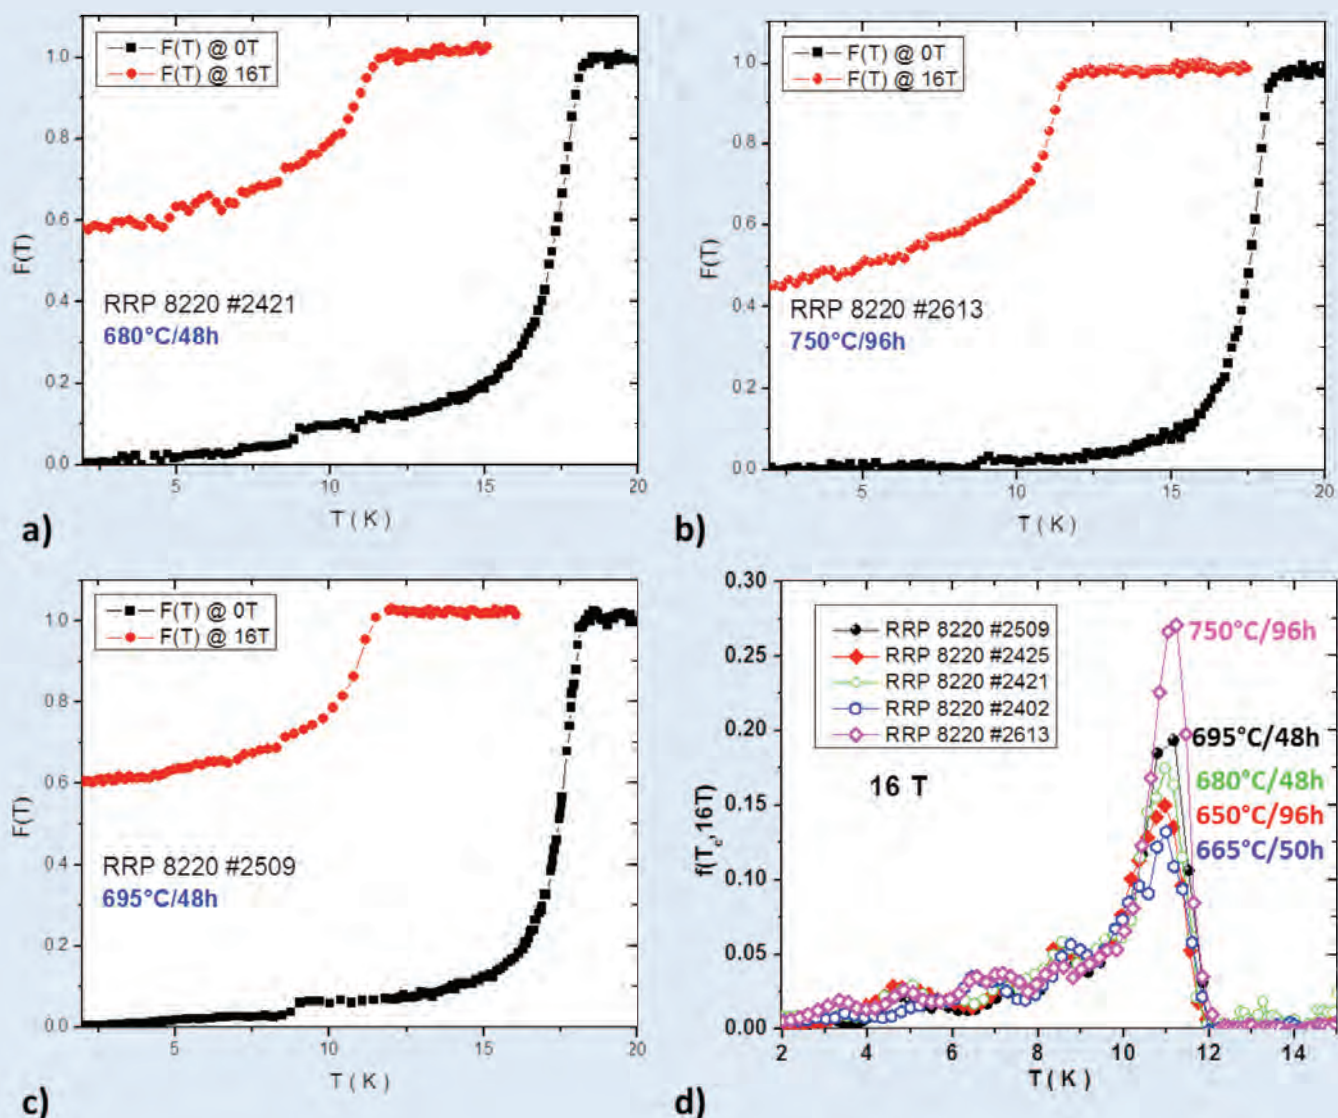 F(T) @ 0T
F(T) @ 16T
1.0
0.8
0.6
0.4
0.2
0.0
F(T)
RRP 8220 #2421
680°C/48h
5
10
15
20
T ( K )
a)
F(T) @ 0T
F(T) @ 16T
1.0
0.8
0.6
0.4
0.2
0.0
F(T)
RRP 8220 #2613
750°C/96h
5
10
15
20
T ( K )
b)
F(T) @ 0T
F(T) @ 16T
1.0
0.8
0.6
0.4
0.2
0.0
F(T)
RRP 8220 #2509
695°C/48h
5
10
15
20
T ( K )
c)
0.30
0.25
0.20
0.15
0.10
0.05
0.00
f(Tc,16T)
RRP 8220 #2509
RRP 8220 #2425
RRP 8220 #2421
RRP 8220 #2402
RRP 8220 #2613
16 T
750°C/96h
695°C/48h
680°C/48h
650°C/96h
665°C/50h
2
4
6
8
10
12
14
T ( K )
d)